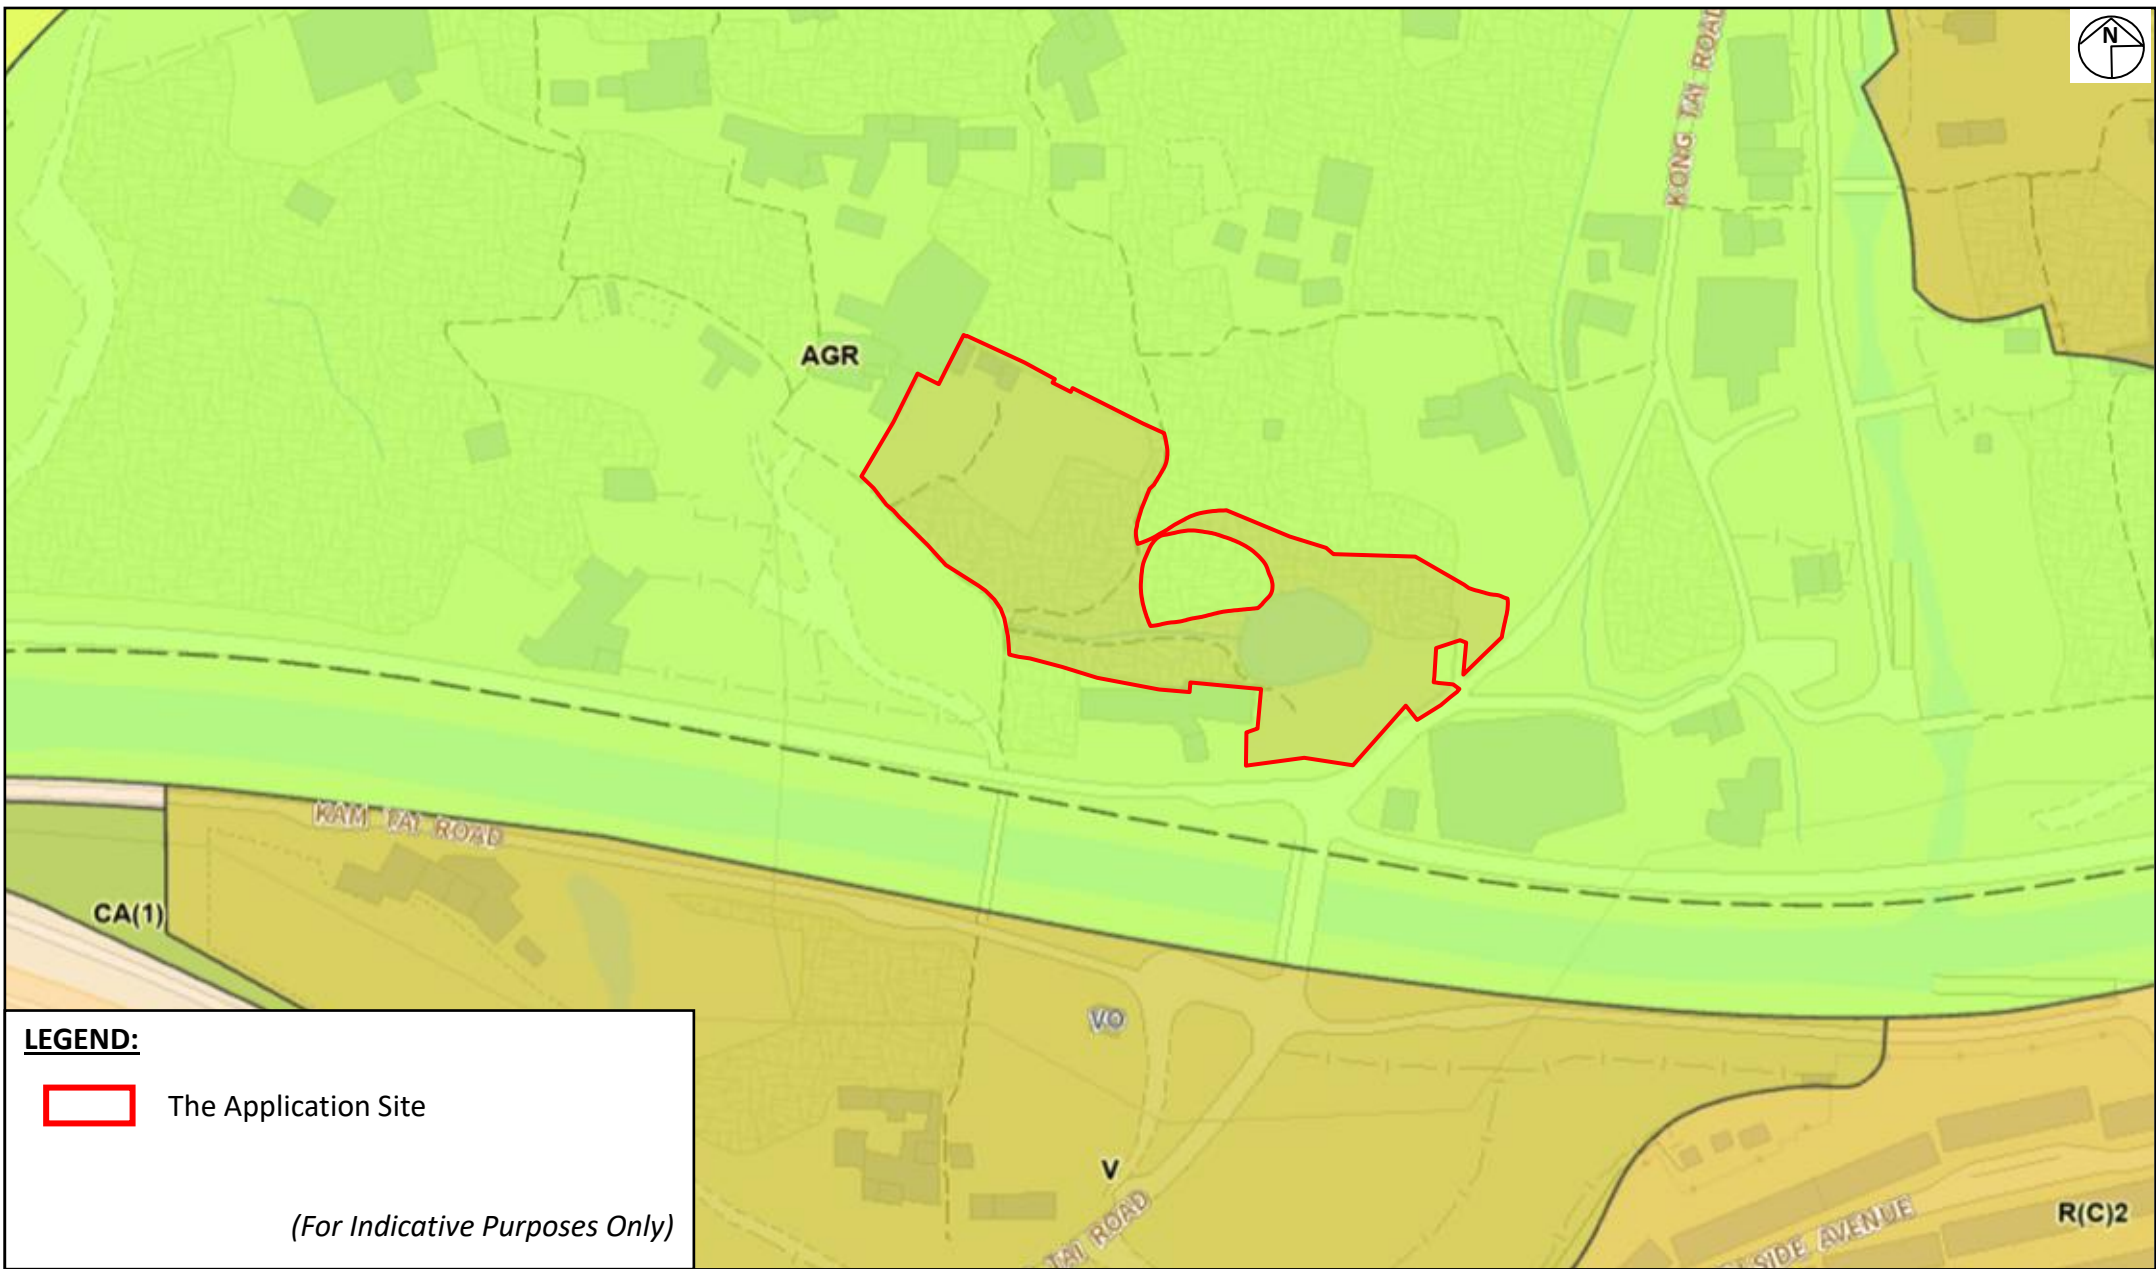 N
KONG TAI ROAD
AGR
KAM TAI ROAD
CA(1)
VO
LEGEND:
The Application Site
V
(For Indicative Purposes Only)
TAI ROAD
SIDE AVENUE
R(C)2